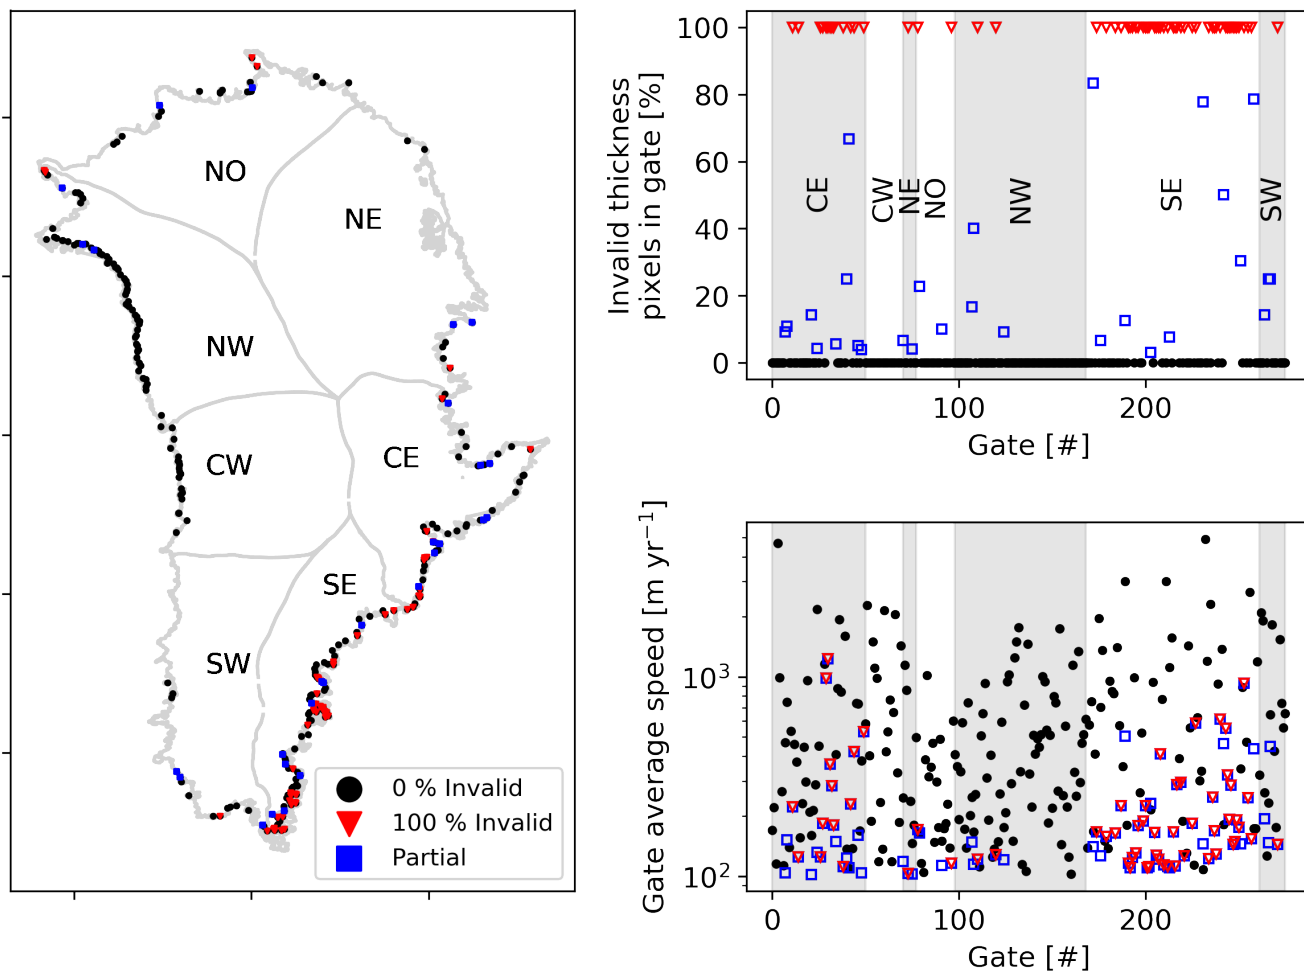 NO
NE
NW
CW
CE
SE
SW
0 % Invalid
100 % Invalid
Partial
Invalid thickness
pixels in gate [%]
100
80
60
40
20
0
CE
CW
NE
NO
NW
SE
SW
0
100
200
Gate [#]
Gate average speed [m yr⁻¹]
10³
10²
0
100
200
Gate [#]